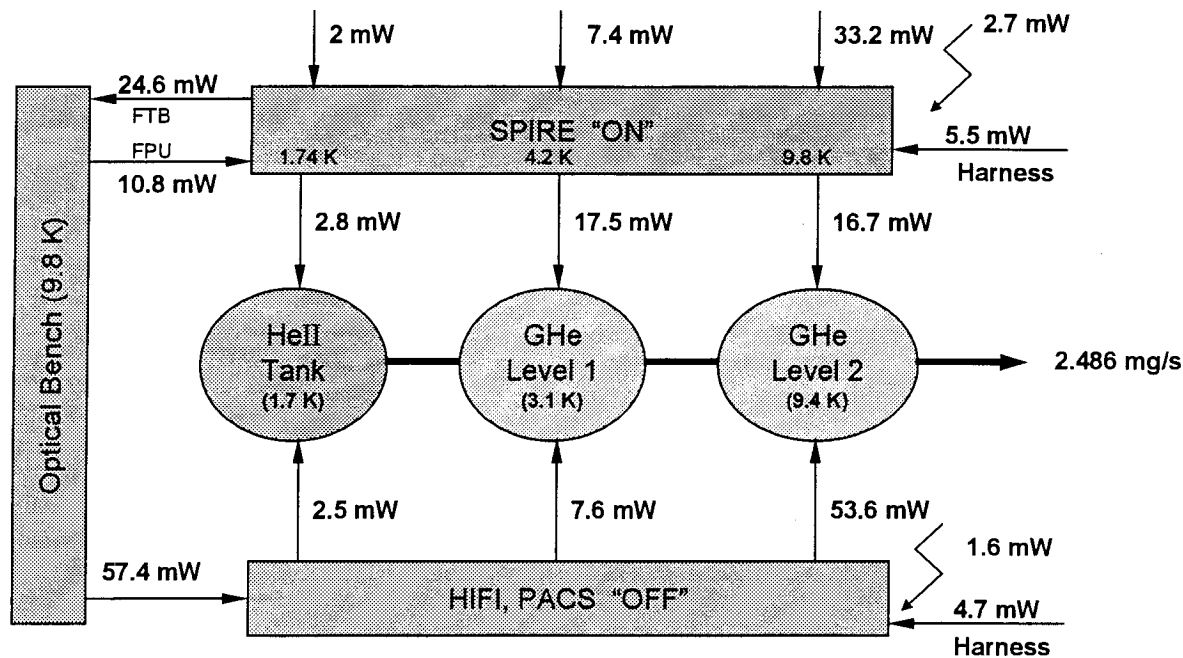 2 mW
7.4 mW
33.2 mW
2.7 mW
24.6 mW
FTB
SPIRE "ON"
1.74 K
4.2 K
9.8 K
5.5 mW
Harness
FPU
10.8 mW
2.8 mW
17.5 mW
16.7 mW
Optical Bench (9.8 K)
HeII
Tank
(1.7 K)
GHe
Level 1
(3.1 K)
GHe
Level 2
(9.4 K)
2.486 mg/s
2.5 mW
7.6 mW
53.6 mW
1.6 mW
57.4 mW
HIFI, PACS "OFF"
4.7 mW
Harness